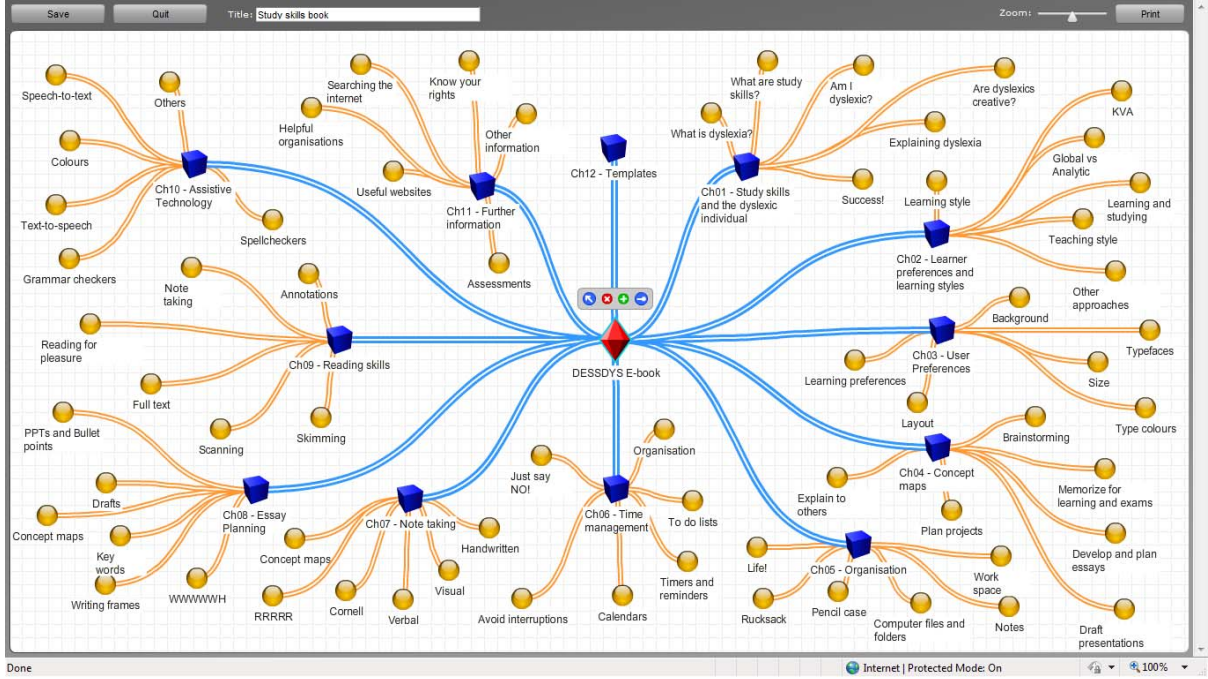 Save
Quit
Title: Study skills book
Zoom:
Print
Speech-to-text
Others
Colours
Text-to-speech
Grammar checkers
Spellcheckers
Ch10 - Assistive
Technology
Searching the
internet
Know your
rights
Helpful
organisations
Other
information
Useful websites
Ch11 - Further
information
Assessments
Ch12 - Templates
What are study
skills?
Am I
dyslexic?
Are dyslexics
creative?
What is dyslexia?
Explaining dyslexia
Success!
Ch01 - Study skills
and the dyslexic
individual
KVA
Global vs
Analytic
Learning style
Learning and
studying
Teaching style
Other
approaches
Ch02 - Learner
preferences and
learning styles
Background
Typefaces
Ch03 - User
Preferences
Learning preferences
Size
Layout
Type colours
Brainstorming
Ch04 - Concept
maps
Explain to
others
Memorize for
learning and exams
Plan projects
Develop and plan
essays
Draft
presentations
Life!
Ch05 - Organisation
Work
space
Rucksack
Pencil case
Computer files and
folders
Notes
DESSDYS E-book
Organisation
Just say
NO!
Ch06 - Time
management
To do lists
Timers and
reminders
Avoid interruptions
Calendars
Ch07 - Note taking
Concept maps
Handwritten
Visual
RRRRR
Cornell
Verbal
PPTs and Bullet
points
Drafts
Ch08 - Essay
Planning
Concept maps
Key
words
Writing frames
WWWWWH
Note
taking
Annotations
Reading for
pleasure
Ch09 - Reading skills
Full text
Scanning
Skimming
Done
Internet | Protected Mode: On
100%